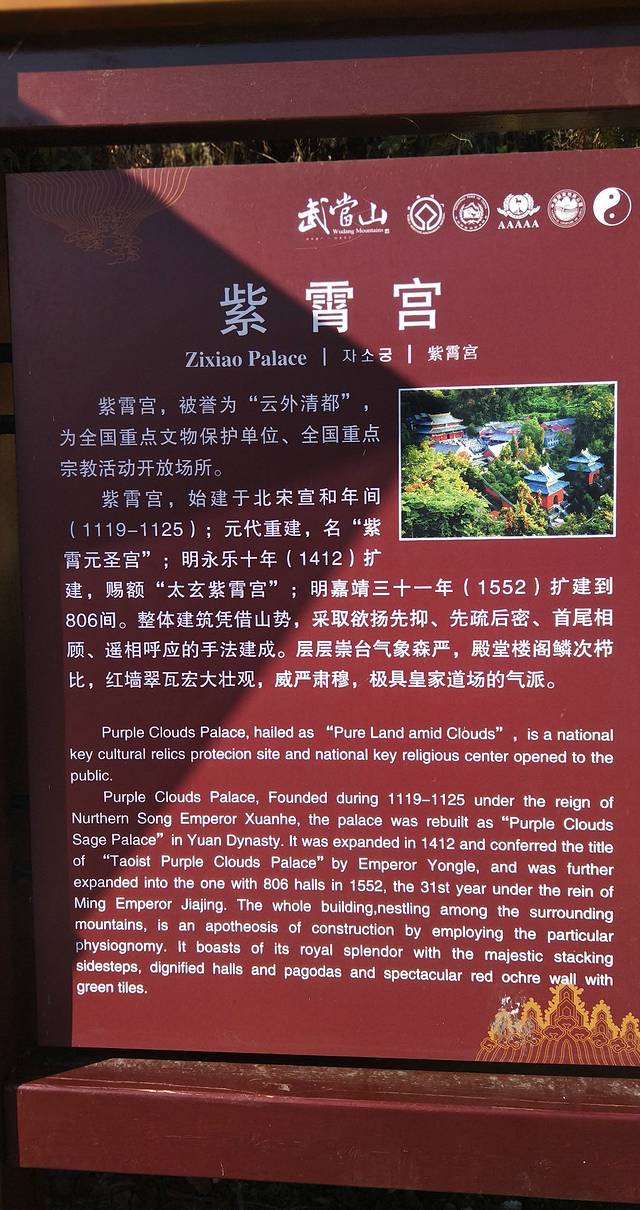 武當山
Wudang Mountains
AAAAA
紫霄宫
Zixiao Palace | 자소궁 | 紫霄宮
紫霄宫，被誉为“云外清都”，
为全国重点文物保护单位、全国重点
宗教活动开放场所。
紫霄宫，始建于北宋宣和年间
（1119-1125）；元代重建，名“紫
霄元圣宫”；明永乐十年（1412）扩
建，赐额“太玄紫霄宫”；明嘉靖三十一年（1552）扩建到
806间。整体建筑凭借山势，采取欲扬先抑、先疏后密、首尾相
顾、遥相呼应的手法建成。层层崇台气象森严，殿堂楼阁鳞次栉
比，红墙翠瓦宏大壮观，威严肃穆，极具皇家道场的气派。
Purple Clouds Palace, hailed as “Pure Land amid Clouds”, is a national
key cultural relics protecion site and national key religious center opened to the
public.
Purple Clouds Palace, Founded during 1119–1125 under the reign of
Nurthern Song Emperor Xuanhe, the palace was rebuilt as “Purple Clouds
Sage Palace” in Yuan Dynasty. It was expanded in 1412 and conferred the title
of “Taoist Purple Clouds Palace” by Emperor Yongle, and was further
expanded into the one with 806 halls in 1552, the 31st year under the rein of
Ming Emperor Jiajing. The whole building,nestling among the surrounding
mountains, is an apotheosis of construction by employing the particular
physiognomy. It boasts of its royal splendor with the majestic stacking
sidesteps, dignified halls and pagodas and spectacular red ochre wall with
green tiles.